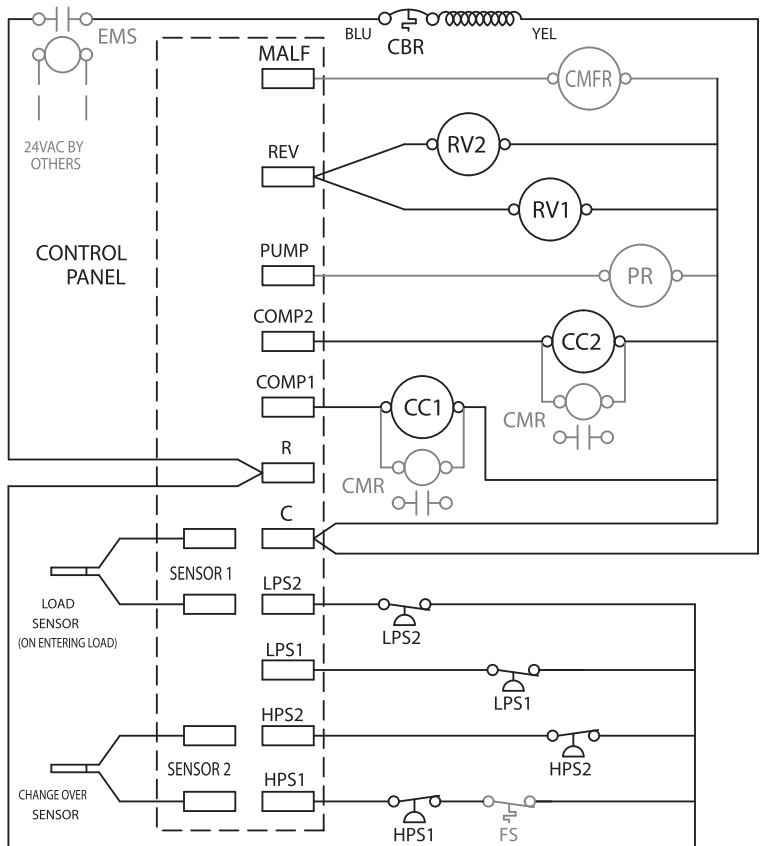 EMS
BLU
CBR
YEL
24VAC BY
OTHERS
CONTROL
PANEL
MALF
CMFR
REV
RV2
RV1
PUMP
PR
COMP2
CC2
CMR
COMP1
CC1
CMR
R
C
SENSOR 1
LOAD
SENSOR
(ON ENTERING LOAD)
LPS2
LPS2
LPS1
LPS1
HPS2
HPS2
SENSOR 2
CHANGE OVER
SENSOR
HPS1
HPS1
FS